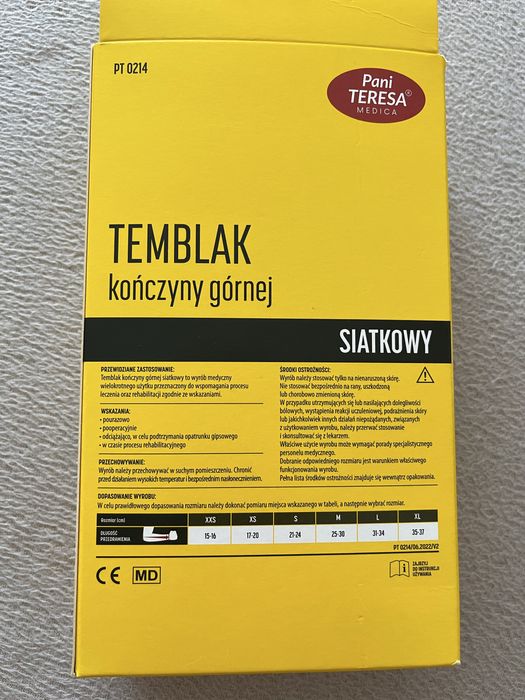 PT 0214
Pani
TERESA®
MEDICA
TEMBLAK
kończyny górnej
SIATKOWY
PRZEWIDZIANE ZASTOSOWANIE:
Temblak kończyny górnej siatkowy to wyrób medyczny
wielokrotnego użytku przeznaczony do wspomagania procesu
leczenia oraz rehabilitacji zgodnie ze wskazaniami.
WSKAZANIA:
• pourazowo
• pooperacyjnie
• odciążająco, w celu podtrzymania opatrunku gipsowego
• w czasie procesu rehabilitacyjnego
PRZECHOWYWANIE:
Wyrób należy przechowywać w suchym pomieszczeniu. Chronić
przed działaniem wysokich temperatur i bezpośrednim nasłonecznieniem.
ŚRODKI OSTROŻNOŚCI:
Wyrób należy stosować tylko na nienaruszoną skórę.
Nie stosować bezpośrednio na rany, uszkodzoną
lub chorobowo zmienioną skórę.
W przypadku utrzymujących się lub nasilających dolegliwości
bólowych, wystąpienia reakcji uczuleniowej, podrażnienia skóry
lub jakichkolwiek innych działań niepożądanych, związanych
z użytkowaniem wyrobu, należy przerwać stosowanie
i skonsultować się z lekarzem.
Właściwe użycie wyrobu może wymagać porady specjalistycznego
personelu medycznego.
Dobranie odpowiedniego rozmiaru jest warunkiem właściwego
funkcjonowania wyrobu.
Pełna lista środków ostrożności znajduje się wewnątrz opakowania.
DOPASOWANIE WYROBU:
W celu prawidłowego dopasowania rozmiaru należy dokonać pomiaru miejsca wskazanego w tabeli, a następnie wybrać rozmiar.
Rozmiar (cm) XXS XS S M L XL
DŁUGOŚĆ
PRZEDRAMIENIA 15-16 17-20 21-24 25-30 31-34 35-37
PT 0214/06.2022/V2
CE MD
ZAJRZYJ
DO INSTRUKCJI
UŻYWANIA